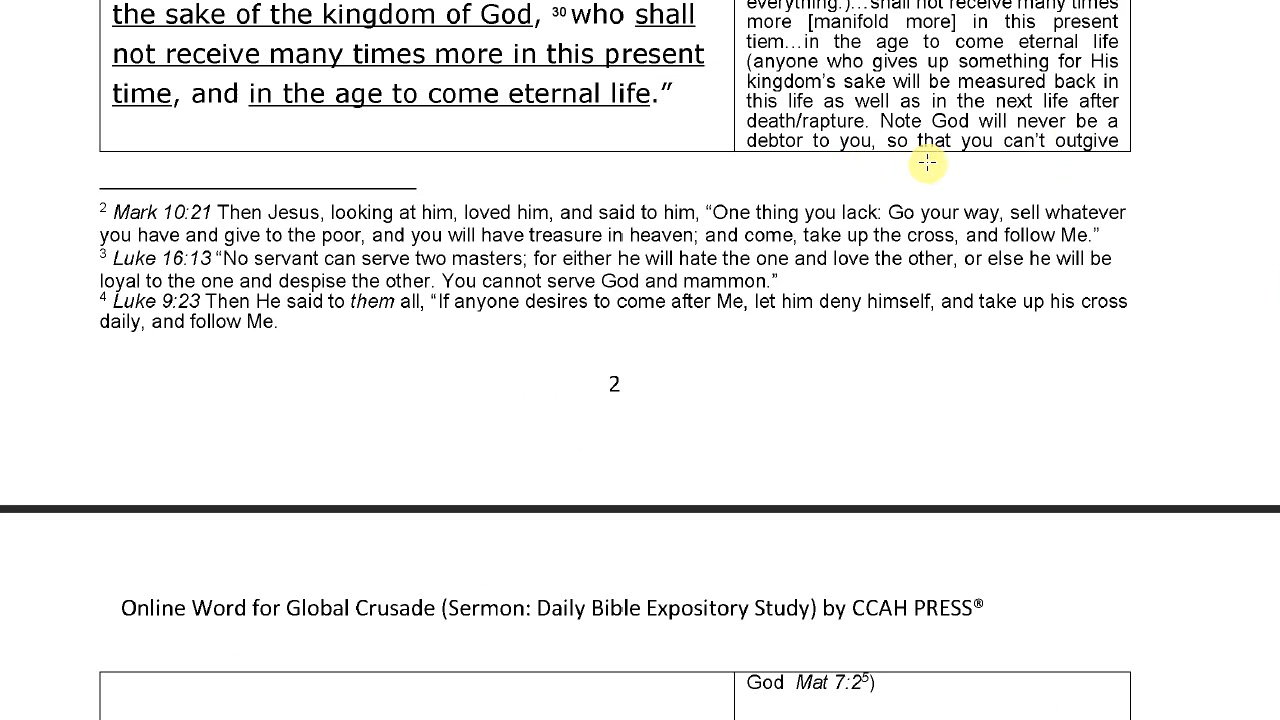 the sake of the kingdom of God, 30 who shall
not receive many times more in this present
time, and in the age to come eternal life.”
everything.)…shall not receive many times
more [manifold more] in this present
tiem…in the age to come eternal life
(anyone who gives up something for His
kingdom’s sake will be measured back in
this life as well as in the next life after
death/rapture. Note God will never be a
debtor to you, so that you can’t outgive
2 Mark 10:21 Then Jesus, looking at him, loved him, and said to him, “One thing you lack: Go your way, sell whatever
you have and give to the poor, and you will have treasure in heaven; and come, take up the cross, and follow Me.”
3 Luke 16:13 “No servant can serve two masters; for either he will hate the one and love the other, or else he will be
loyal to the one and despise the other. You cannot serve God and mammon.”
4 Luke 9:23 Then He said to them all, “If anyone desires to come after Me, let him deny himself, and take up his cross
daily, and follow Me.
2
Online Word for Global Crusade (Sermon: Daily Bible Expository Study) by CCAH PRESS®
God Mat 7:25)